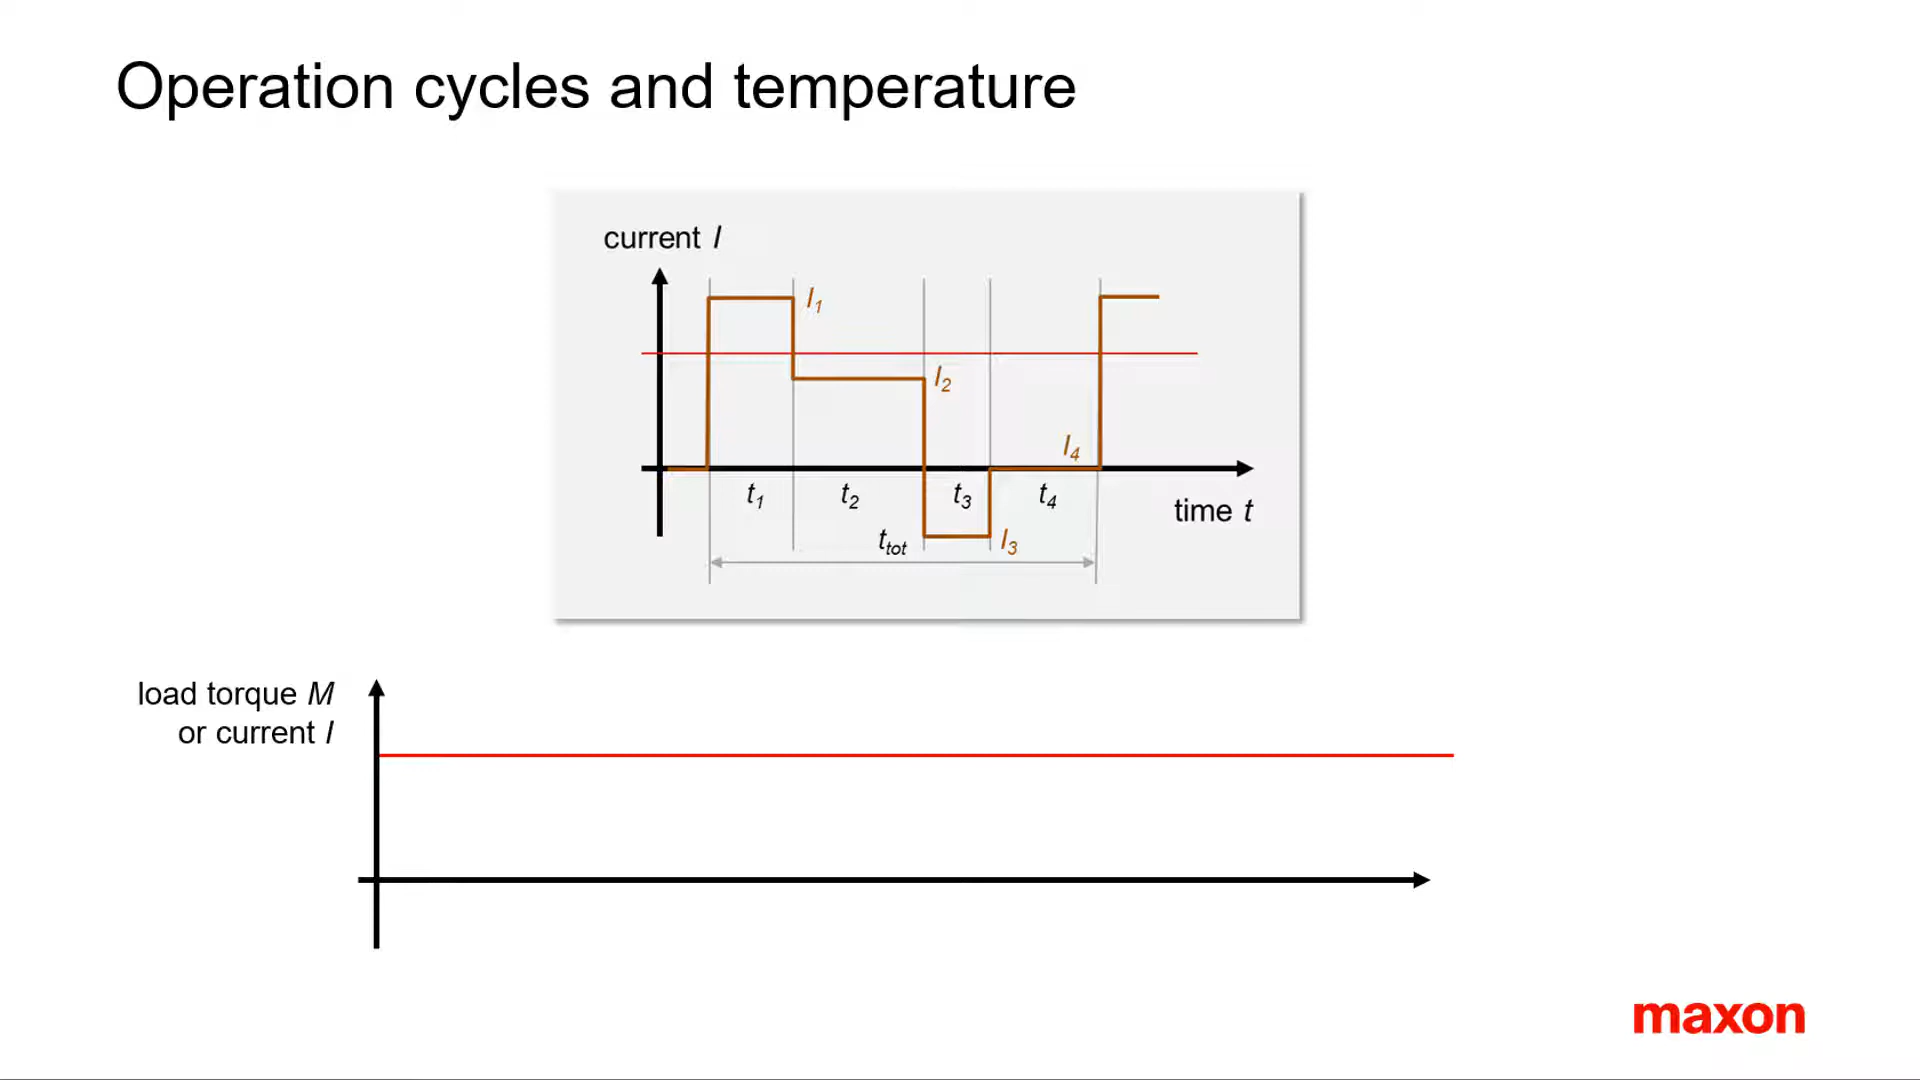 Operation cycles and temperature
current I
I1
I2
I4
t1 t2 t3 t4
time t
ttot I3
load torque M
or current I
maxon